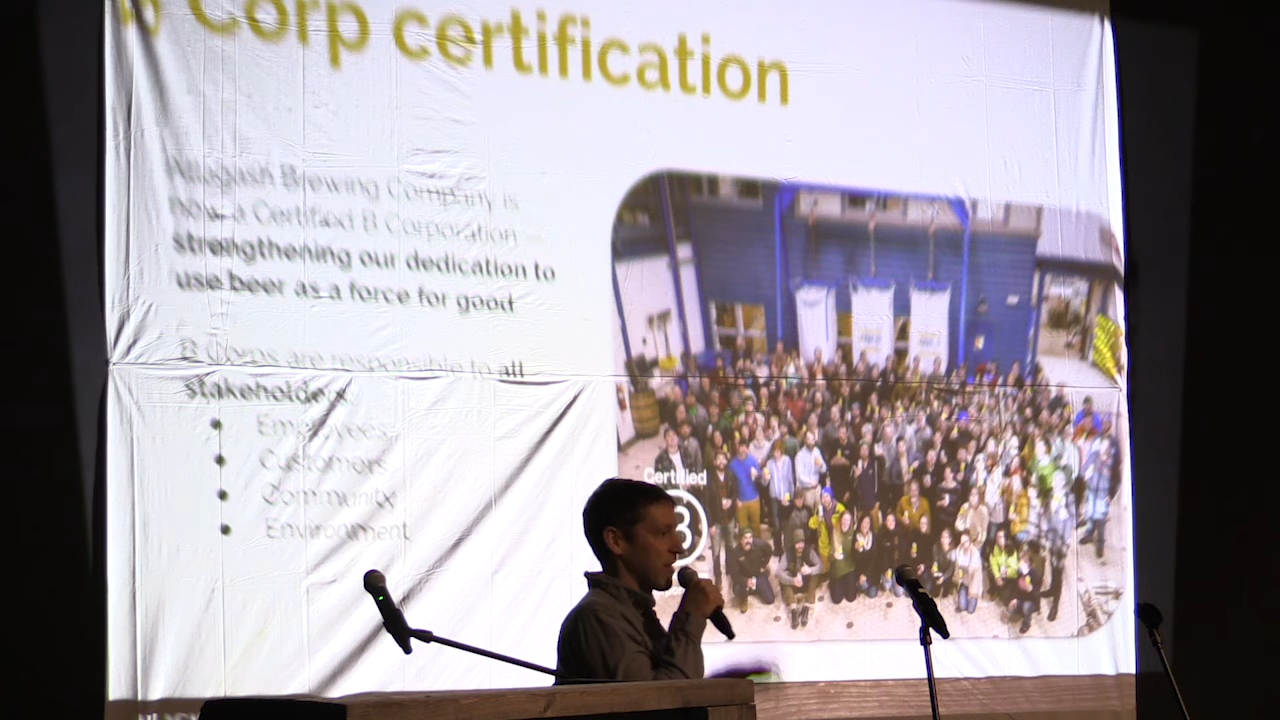 Corp certification
Allagash Brewing Company is
now a Certified B Corporation
strengthening our dedication to
use beer as a force for good
B Corps are responsible to all
stakeholders
• Employees
• Customers
• Community
• Environment
Certified
B